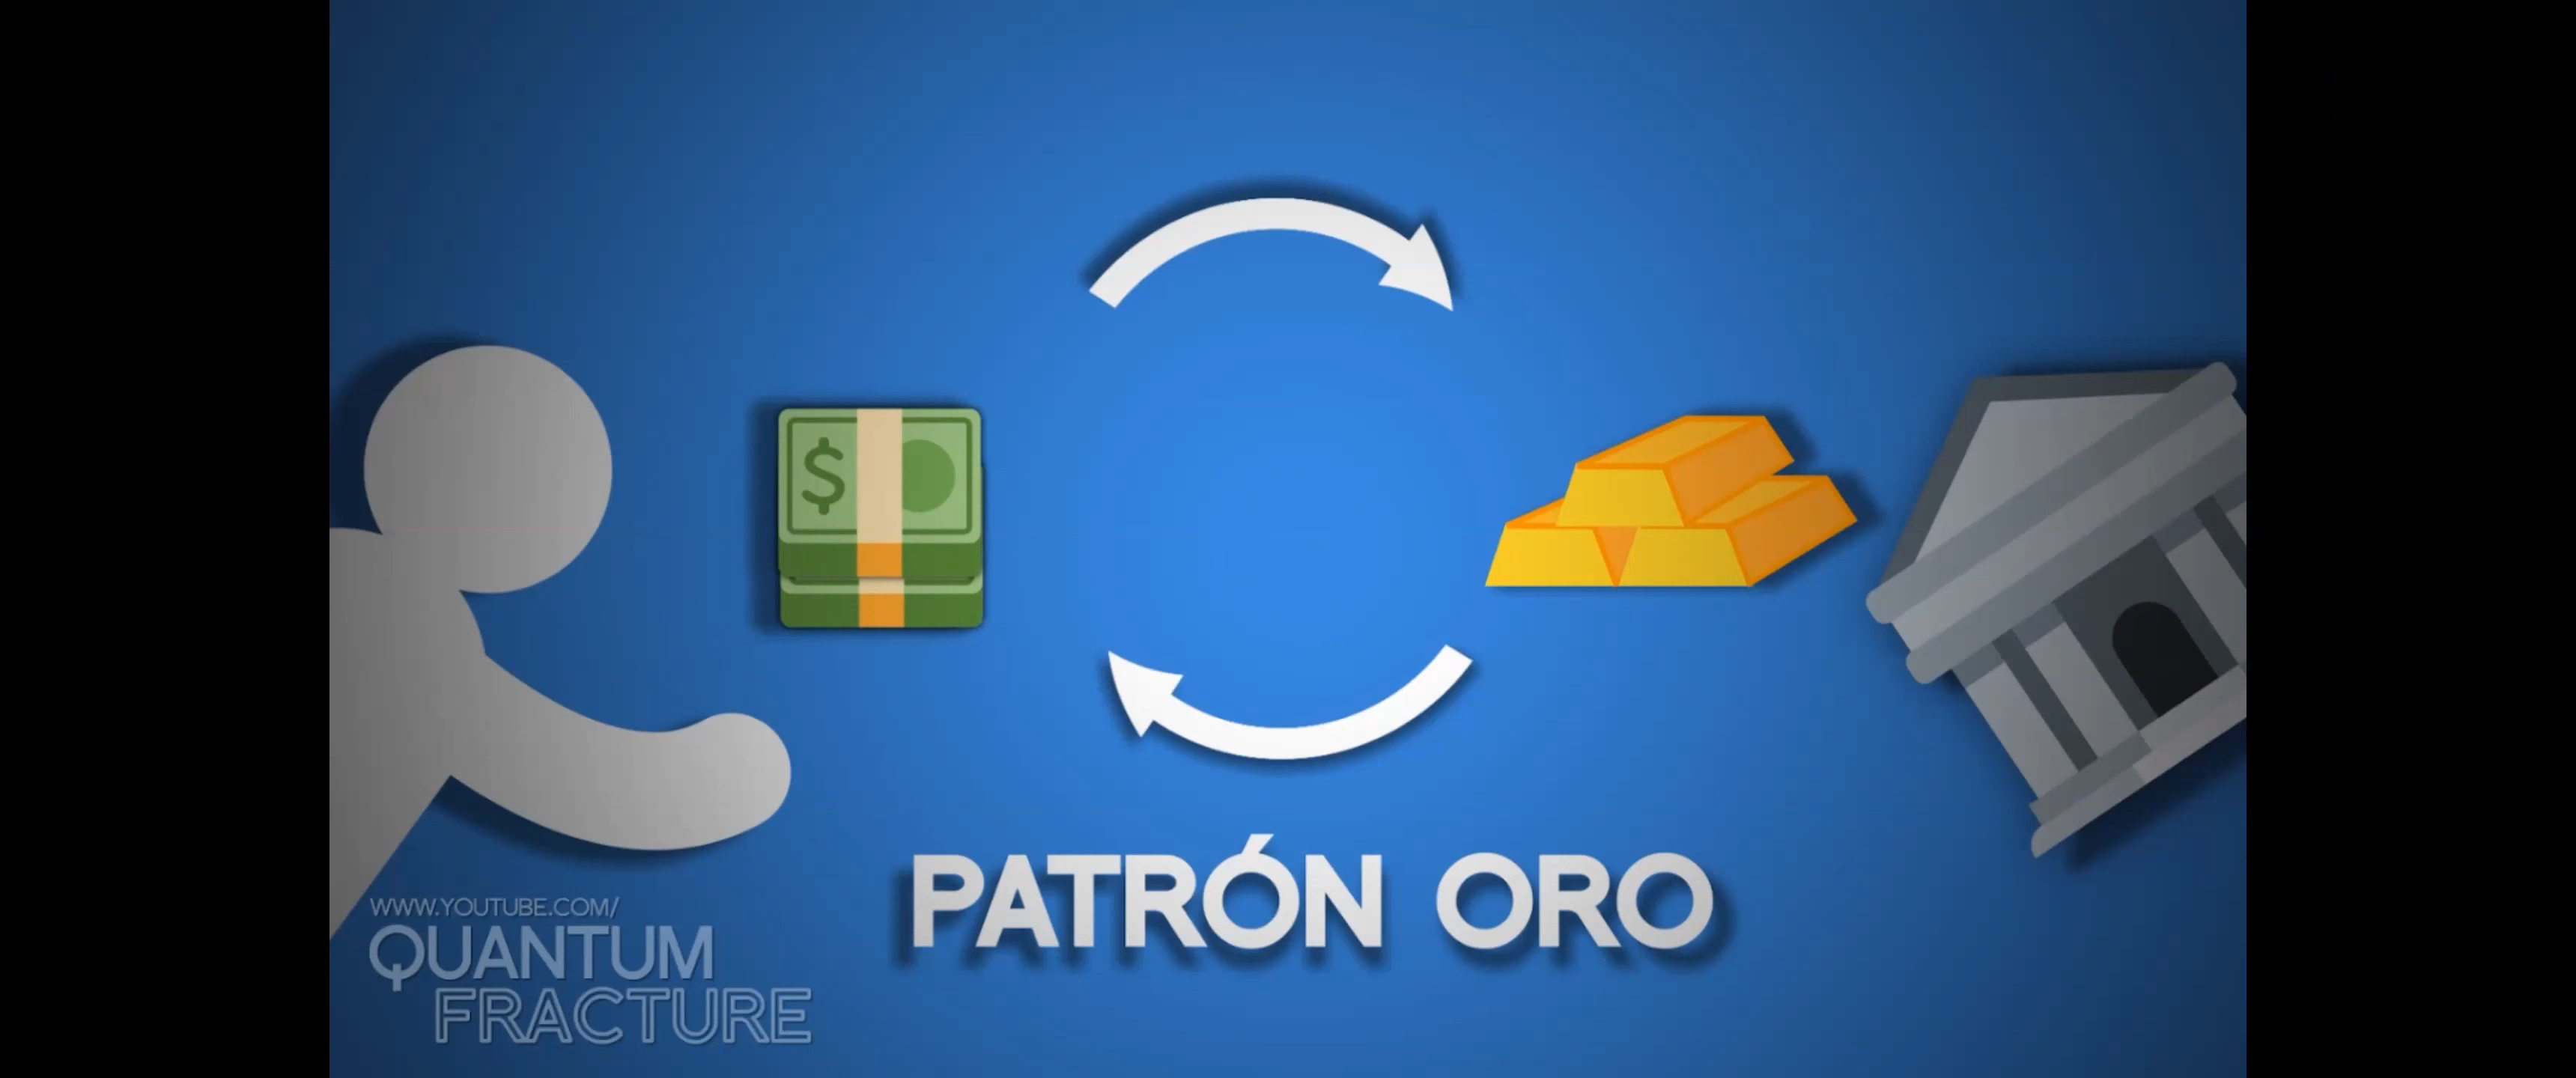 $
PATRÓN ORO
WWW.YOUTUBE.COM/
QUANTUM
FRACTURE